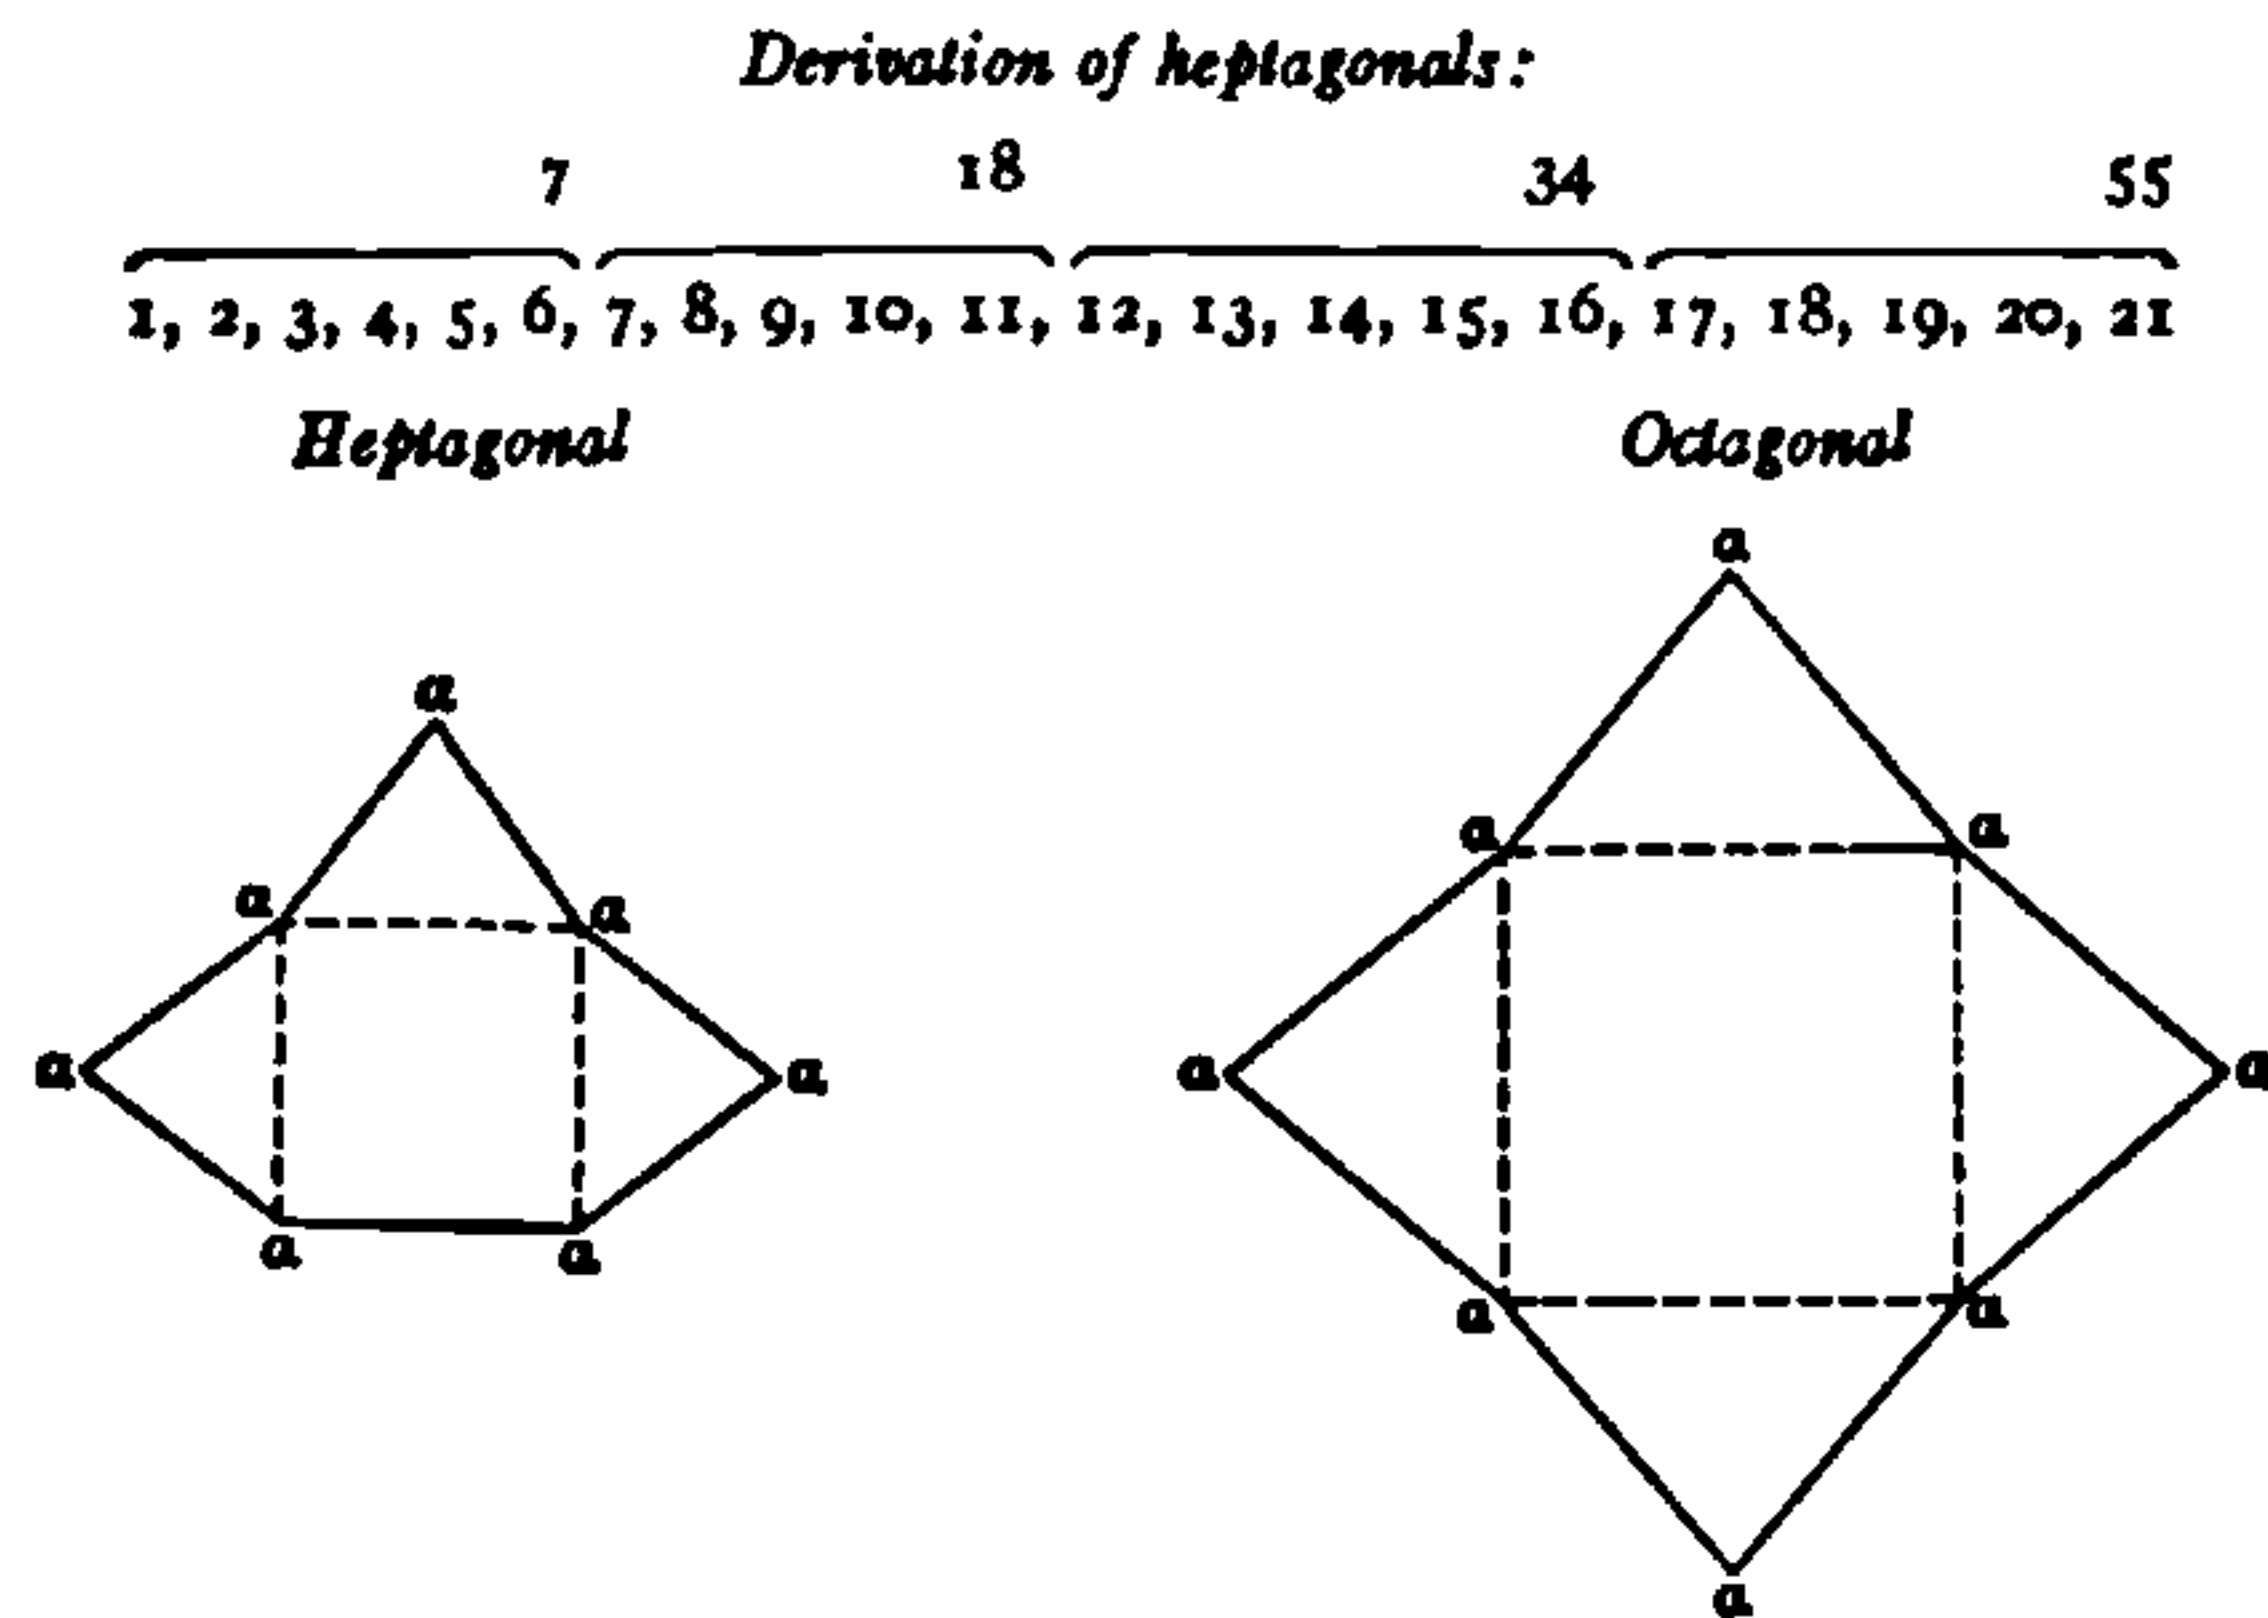 Derivation of heptagonals:
7 18 34 55
1, 2, 3, 4, 5, 6, 7, 8, 9, 10, 11, 12, 13, 14, 15, 16, 17, 18, 19, 20, 21
Heptagonal Octagonal
a
a
a a
a a
a a
a a
a a
a a
a a
a